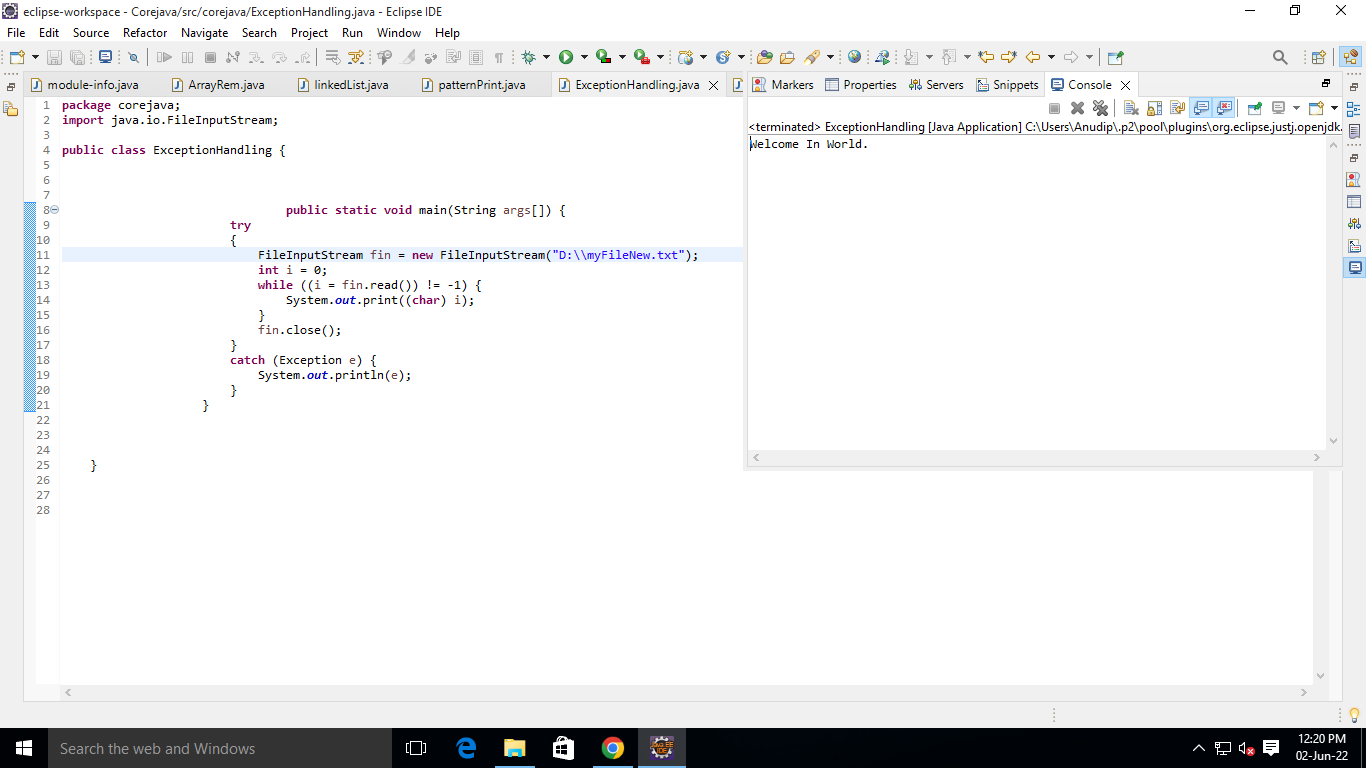 eclipse-workspace - Corejava/src/corejava/ExceptionHandling.java - Eclipse IDE
File Edit Source Refactor Navigate Search Project Run Window Help
module-info.java ArrayRem.java linkedList.java patternPrint.java ExceptionHandling.java
Markers Properties Servers Snippets Console
<terminated> ExceptionHandling [Java Application] C:\Users\Anudip\.p2\pool\plugins\org.eclipse.justj.openjdk.
Welcome In World.
1 package corejava;
2 import java.io.FileInputStream;
3
4 public class ExceptionHandling {
5
6
7
8 public static void main(String args[]) {
9 try
10 {
11 FileInputStream fin = new FileInputStream("D:\\myFileNew.txt");
12 int i = 0;
13 while ((i = fin.read()) != -1) {
14 System.out.print((char) i);
15 }
16 fin.close();
17 }
18 catch (Exception e) {
19 System.out.println(e);
20 }
21 }
22
23
24
25 }
26
27
28
Search the web and Windows
12:20 PM
02-Jun-22